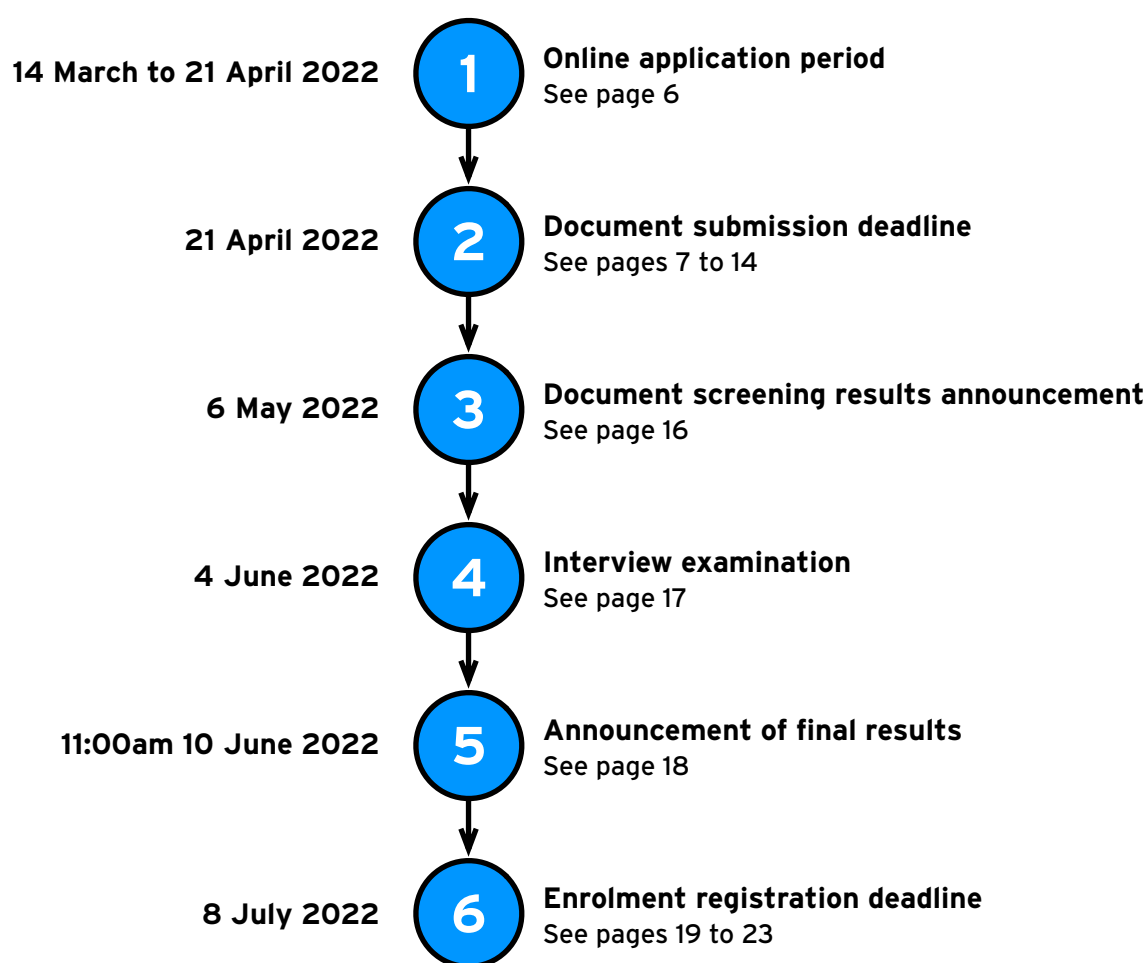 14 March to 21 April 2022
1
Online application period
See page 6
21 April 2022
2
Document submission deadline
See pages 7 to 14
6 May 2022
3
Document screening results announcement
See page 16
4 June 2022
4
Interview examination
See page 17
11:00am 10 June 2022
5
Announcement of final results
See page 18
8 July 2022
6
Enrolment registration deadline
See pages 19 to 23